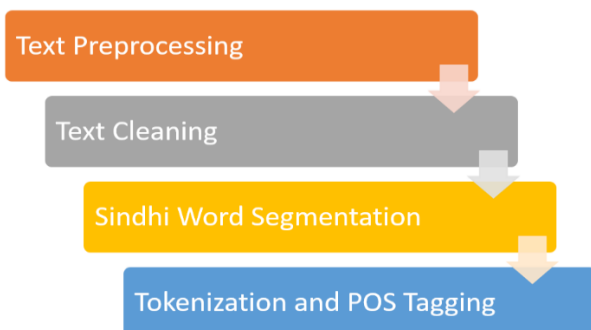 Text Preprocessing
Text Cleaning
Sindhi Word Segmentation
Tokenization and POS Tagging